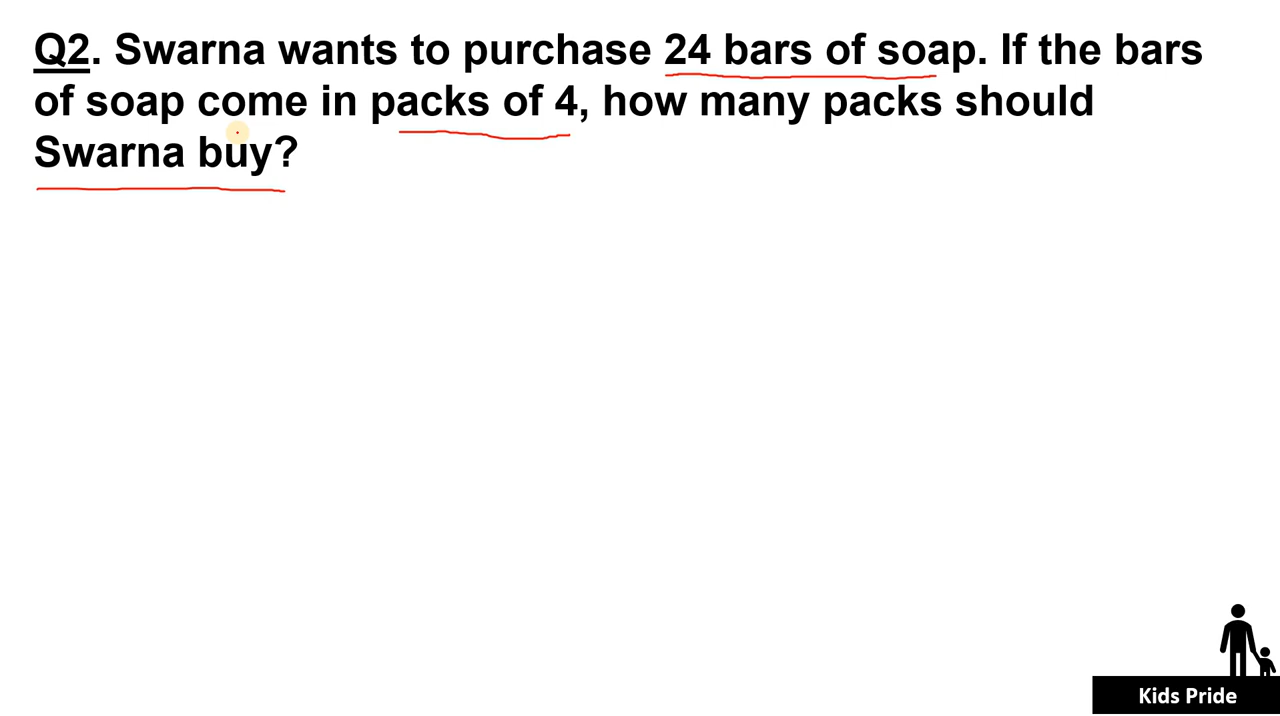 Q2. Swarna wants to purchase 24 bars of soap. If the bars
of soap come in packs of 4, how many packs should
Swarna buy?
Kids Pride